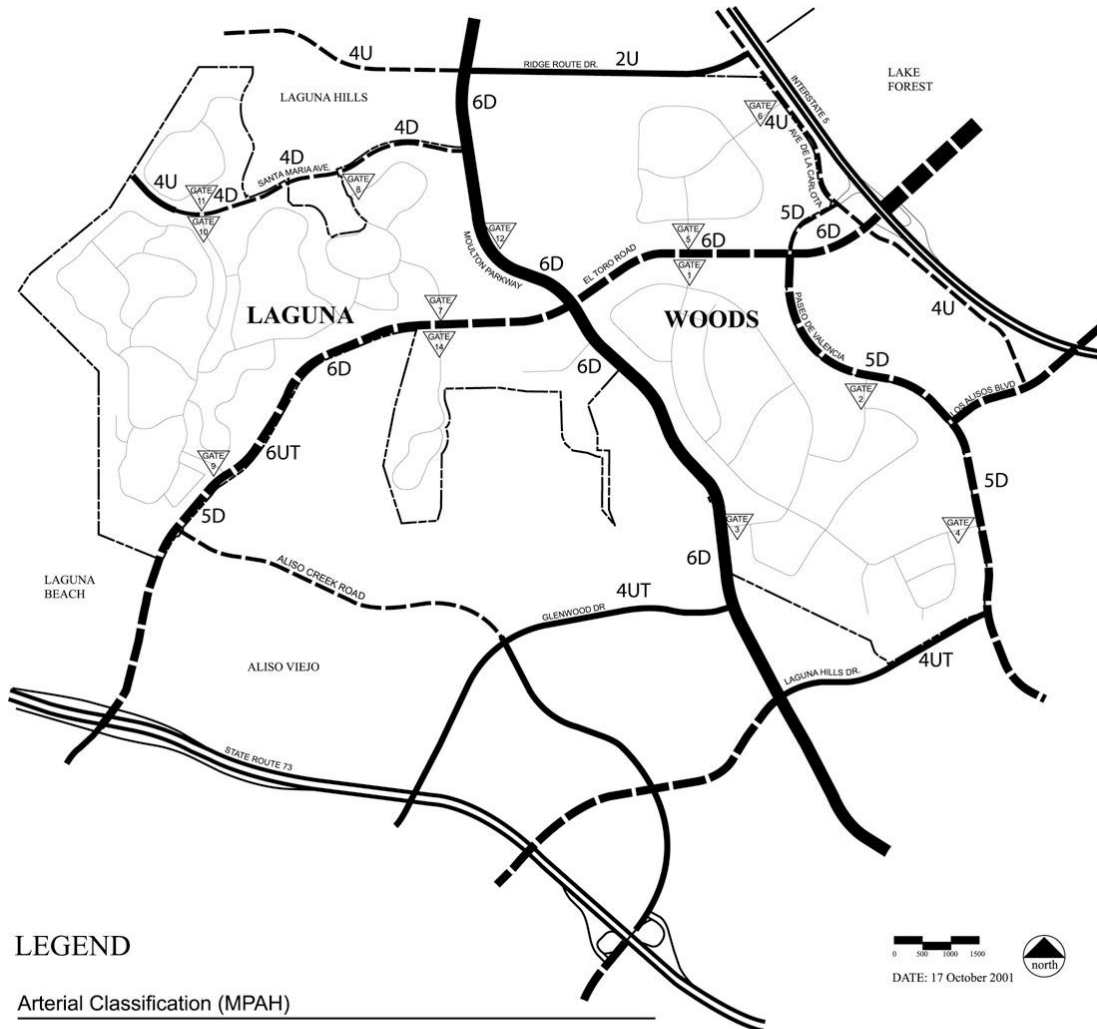 4U
RIDGE ROUTE DR.
2U
LAKE
FOREST
INTERSTATE 5
LAGUNA HILLS
6D
GATE
6
4U
AVE DE LA CARLOTA
4D
4D
SANTA MARIA AVE.
4U
GATE
11
4D
GATE
8
GATE
10
5D
6D
GATE
12
GATE
5
6D
MOULTON PARKWAY
6D
EL TORO ROAD
GATE
1
LAGUNA
GATE
7
WOODS
PASEO DE VALENCIA
4U
GATE
14
6D
6D
5D
GATE
2
LOS ALISOS BLVD
6UT
GATE
9
5D
5D
GATE
3
GATE
4
6D
LAGUNA
BEACH
ALISO CREEK ROAD
4UT
GLENWOOD DR
ALISO VIEJO
4UT
LAGUNA HILLS DR.
STATE ROUTE 73
LEGEND
0 500 1000 1500
north
DATE: 17 October 2001
Arterial Classification (MPAH)